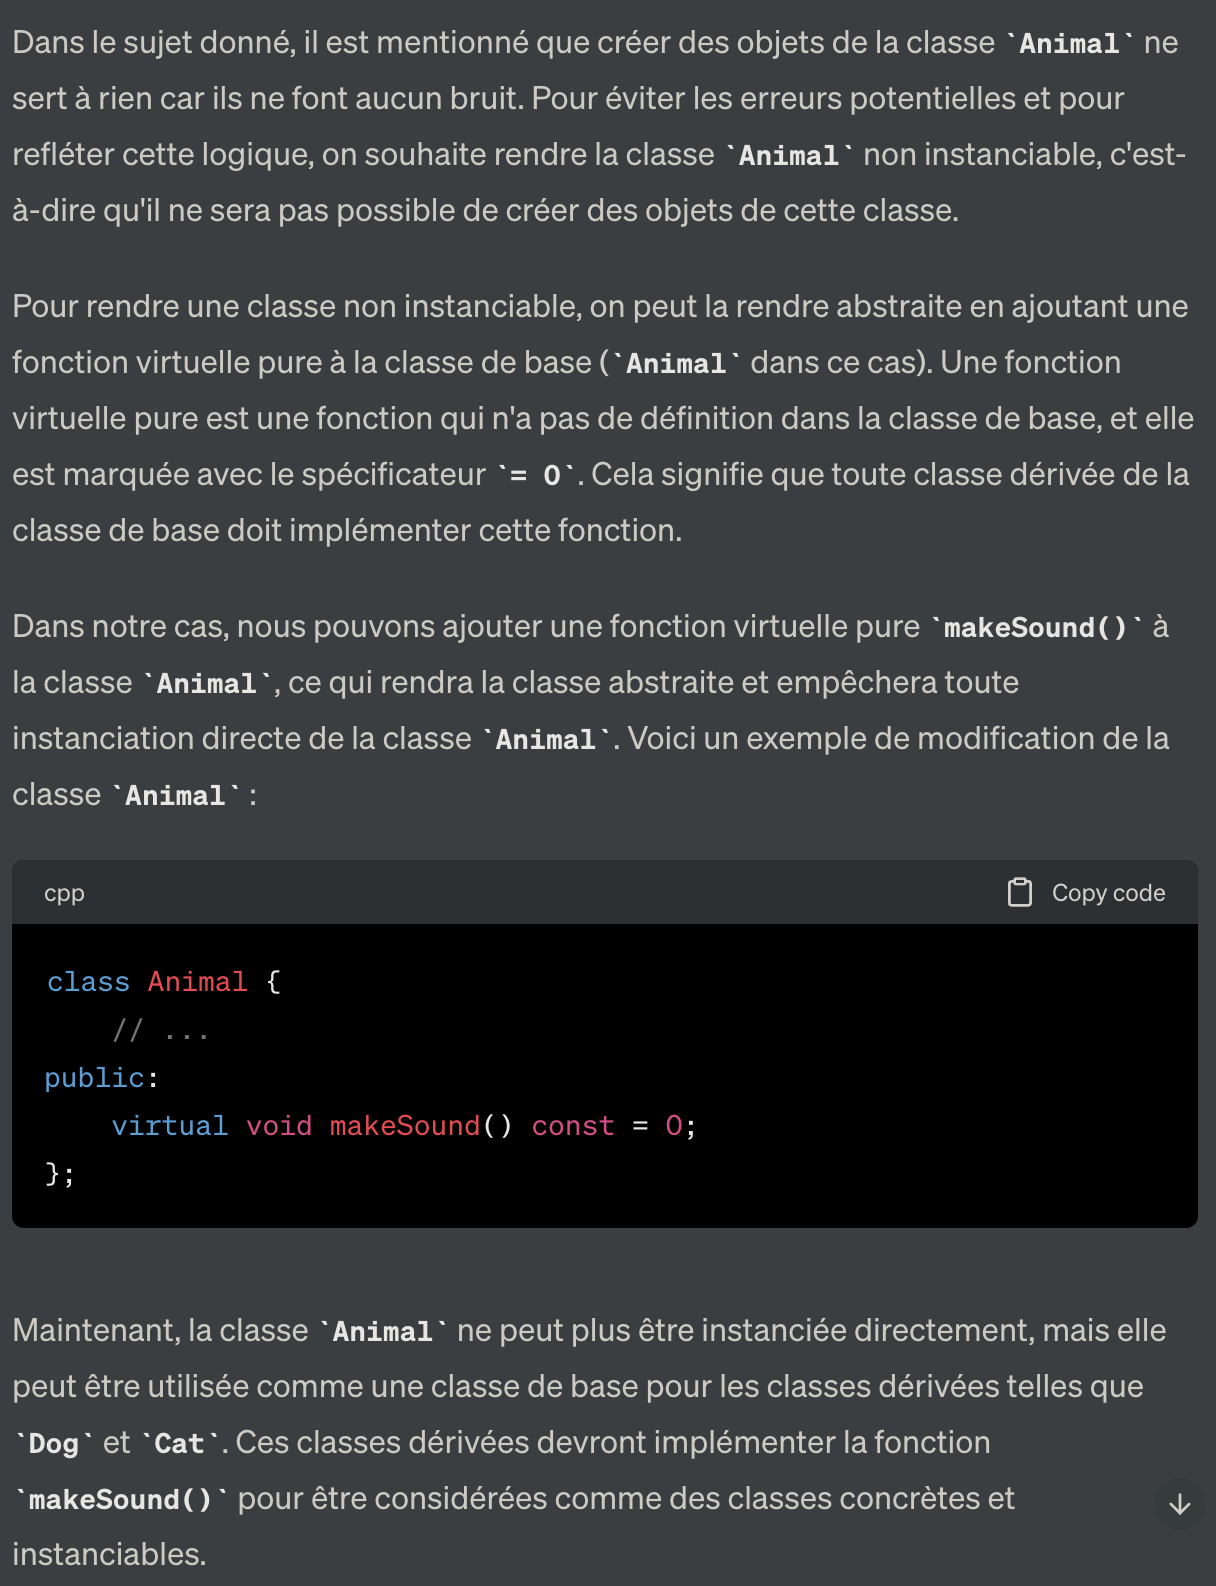 Dans le sujet donné, il est mentionné que créer des objets de la classe `Animal` ne
sert à rien car ils ne font aucun bruit. Pour éviter les erreurs potentielles et pour
refléter cette logique, on souhaite rendre la classe `Animal` non instanciable, c'est-
à-dire qu'il ne sera pas possible de créer des objets de cette classe.
Pour rendre une classe non instanciable, on peut la rendre abstraite en ajoutant une
fonction virtuelle pure à la classe de base (`Animal` dans ce cas). Une fonction
virtuelle pure est une fonction qui n'a pas de définition dans la classe de base, et elle
est marquée avec le spécificateur `= 0`. Cela signifie que toute classe dérivée de la
classe de base doit implémenter cette fonction.
Dans notre cas, nous pouvons ajouter une fonction virtuelle pure `makeSound()` à
la classe `Animal`, ce qui rendra la classe abstraite et empêchera toute
instanciation directe de la classe `Animal`. Voici un exemple de modification de la
classe `Animal` :
cpp Copy code
class Animal {
    // ...
public:
    virtual void makeSound() const = 0;
};
Maintenant, la classe `Animal` ne peut plus être instanciée directement, mais elle
peut être utilisée comme une classe de base pour les classes dérivées telles que
`Dog` et `Cat`. Ces classes dérivées devront implémenter la fonction
`makeSound()` pour être considérées comme des classes concrètes et
instanciables.